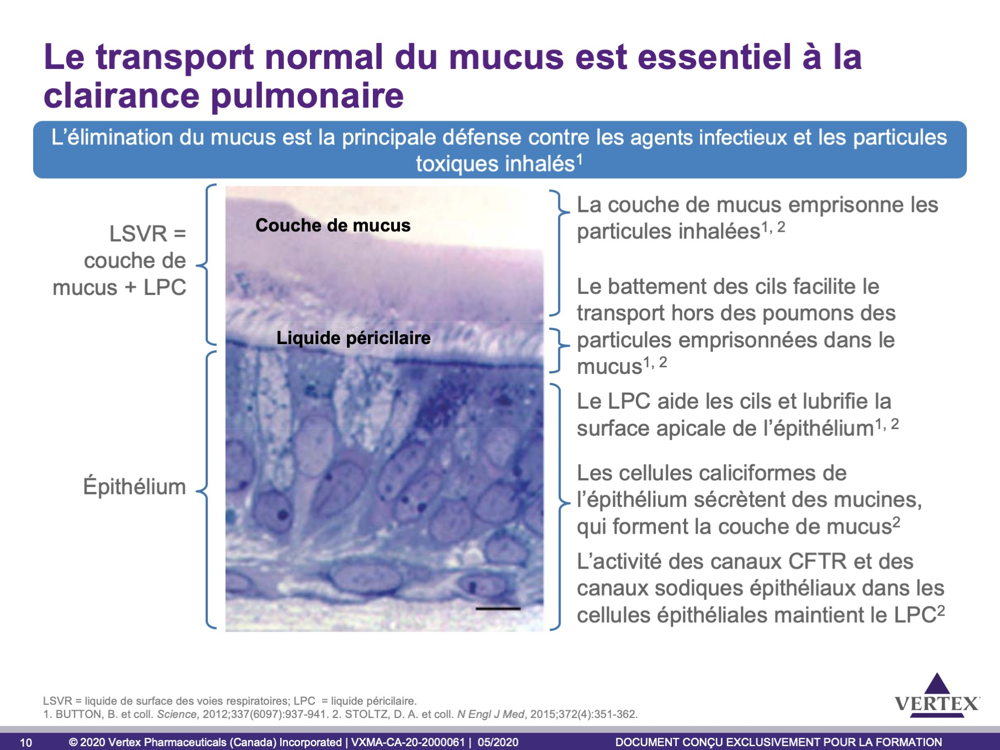 Le transport normal du mucus est essentiel à la
clairance pulmonaire
L’élimination du mucus est la principale défense contre les agents infectieux et les particules
toxiques inhalés1
LSVR =
couche de
mucus + LPC
Épithélium
Couche de mucus
Liquide péricilaire
La couche de mucus emprisonne les
particules inhalées1, 2
Le battement des cils facilite le
transport hors des poumons des
particules emprisonnées dans le
mucus1, 2
Le LPC aide les cils et lubrifie la
surface apicale de l’épithélium1, 2
Les cellules caliciformes de
l’épithélium sécrètent des mucines,
qui forment la couche de mucus2
L’activité des canaux CFTR et des
canaux sodiques épithéliaux dans les
cellules épithéliales maintient le LPC2
LSVR = liquide de surface des voies respiratoires; LPC = liquide péricilaire.
1. BUTTON, B. et coll. Science, 2012;337(6097):937-941. 2. STOLTZ, D. A. et coll. N Engl J Med, 2015;372(4):351-362.
VERTEX
10
© 2020 Vertex Pharmaceuticals (Canada) Incorporated | VXMA-CA-20-2000061 | 05/2020
DOCUMENT CONÇU EXCLUSIVEMENT POUR LA FORMATION